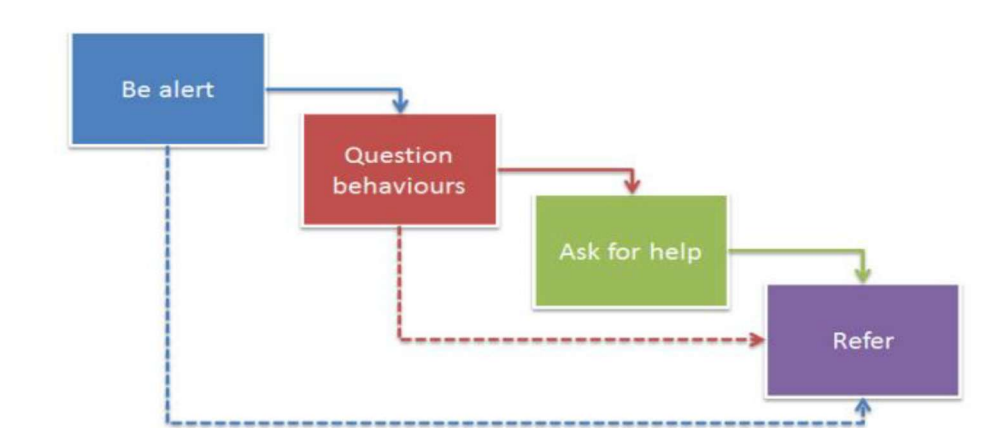 Be alert
Question
behaviours
Ask for help
Refer